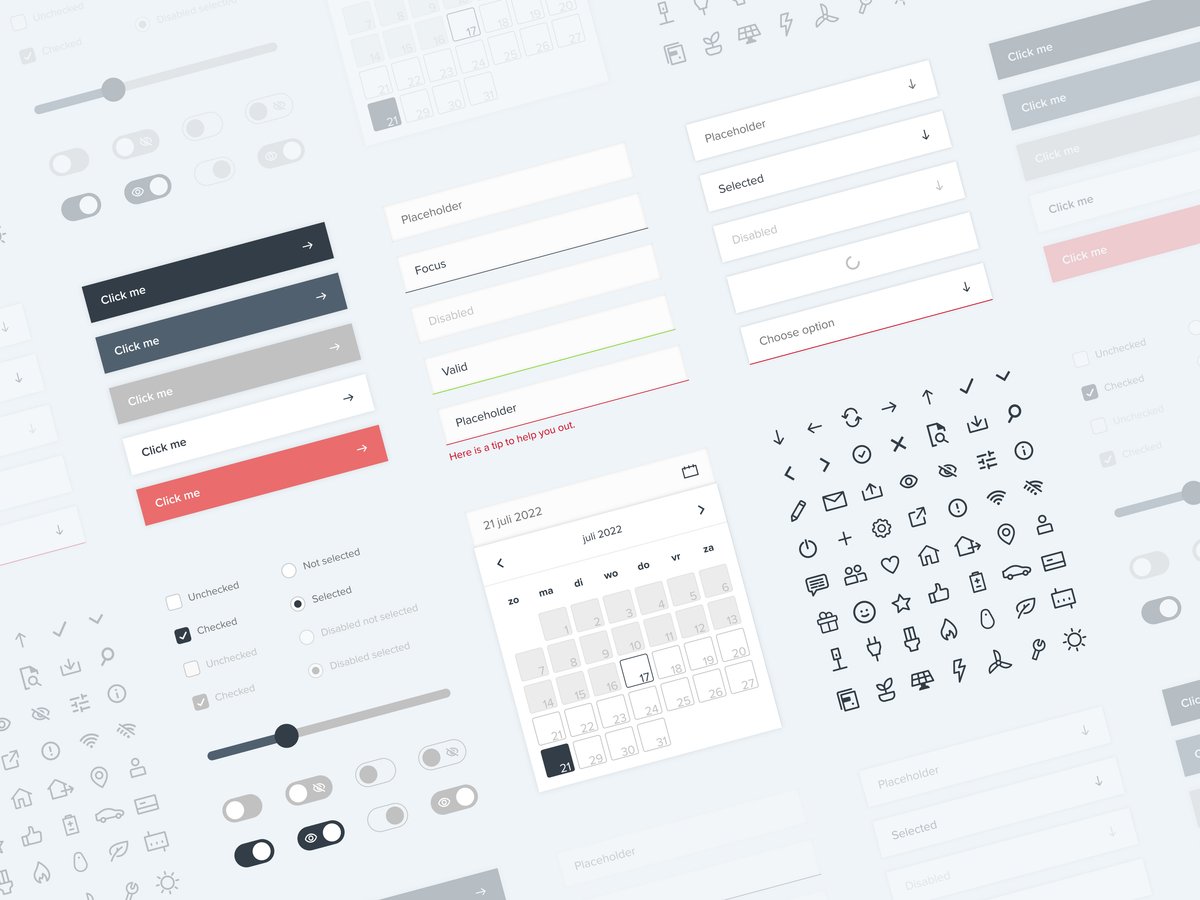 Unchecked
Checked
Disabled selected
7 8 9 10 11 12 13
14 15 16 17 18 19 20
21 22 23 24 25 26 27
21 29 30 31
Click me
Click me
Click me
Click me
Click me
Placeholder
Focus
Disabled
Valid
Placeholder
Here is a tip to help you out.
Placeholder
Selected
Disabled
Choose option
Click me
Click me
Click me
Click me
Click me
Unchecked
Checked
Unchecked
Checked
Not selected
Selected
Disabled not selected
Disabled selected
21 juli 2022
juli 2022
zo ma di wo do vr za
1 2 3 4 5 6
7 8 9 10 11 12 13
14 15 16 17 18 19 20
21 22 23 24 25 26 27
21 29 30 31
Unchecked
Checked
Unchecked
Checked
Placeholder
Placeholder
Selected
Disabled